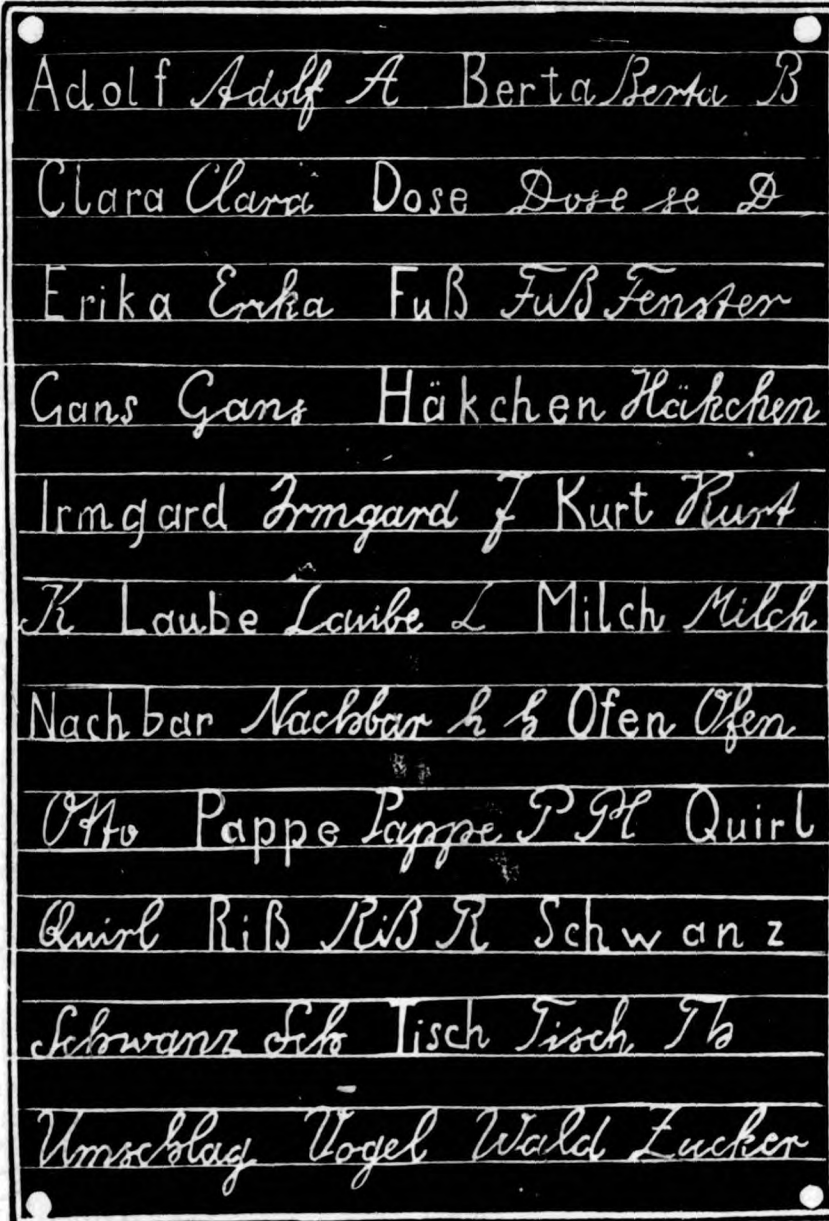 Adolf Adolf A Berta Berta B
Clara Clara Dose Dose se D
Erika Erika Fuß Fuß Fenster
Gans Gans Häkchen Häkchen
Irmgard Irmgard J Kurt Kurt
K Laube Laube L Milch Milch
Nachbar Nachbar h h Ofen Ofen
Otto Pappe Pappe P Pf Quirl
Quirl Riß Riß R Schwanz
Schwanz Sch Tisch Tisch Th
Umschlag Vogel Wald Zucker